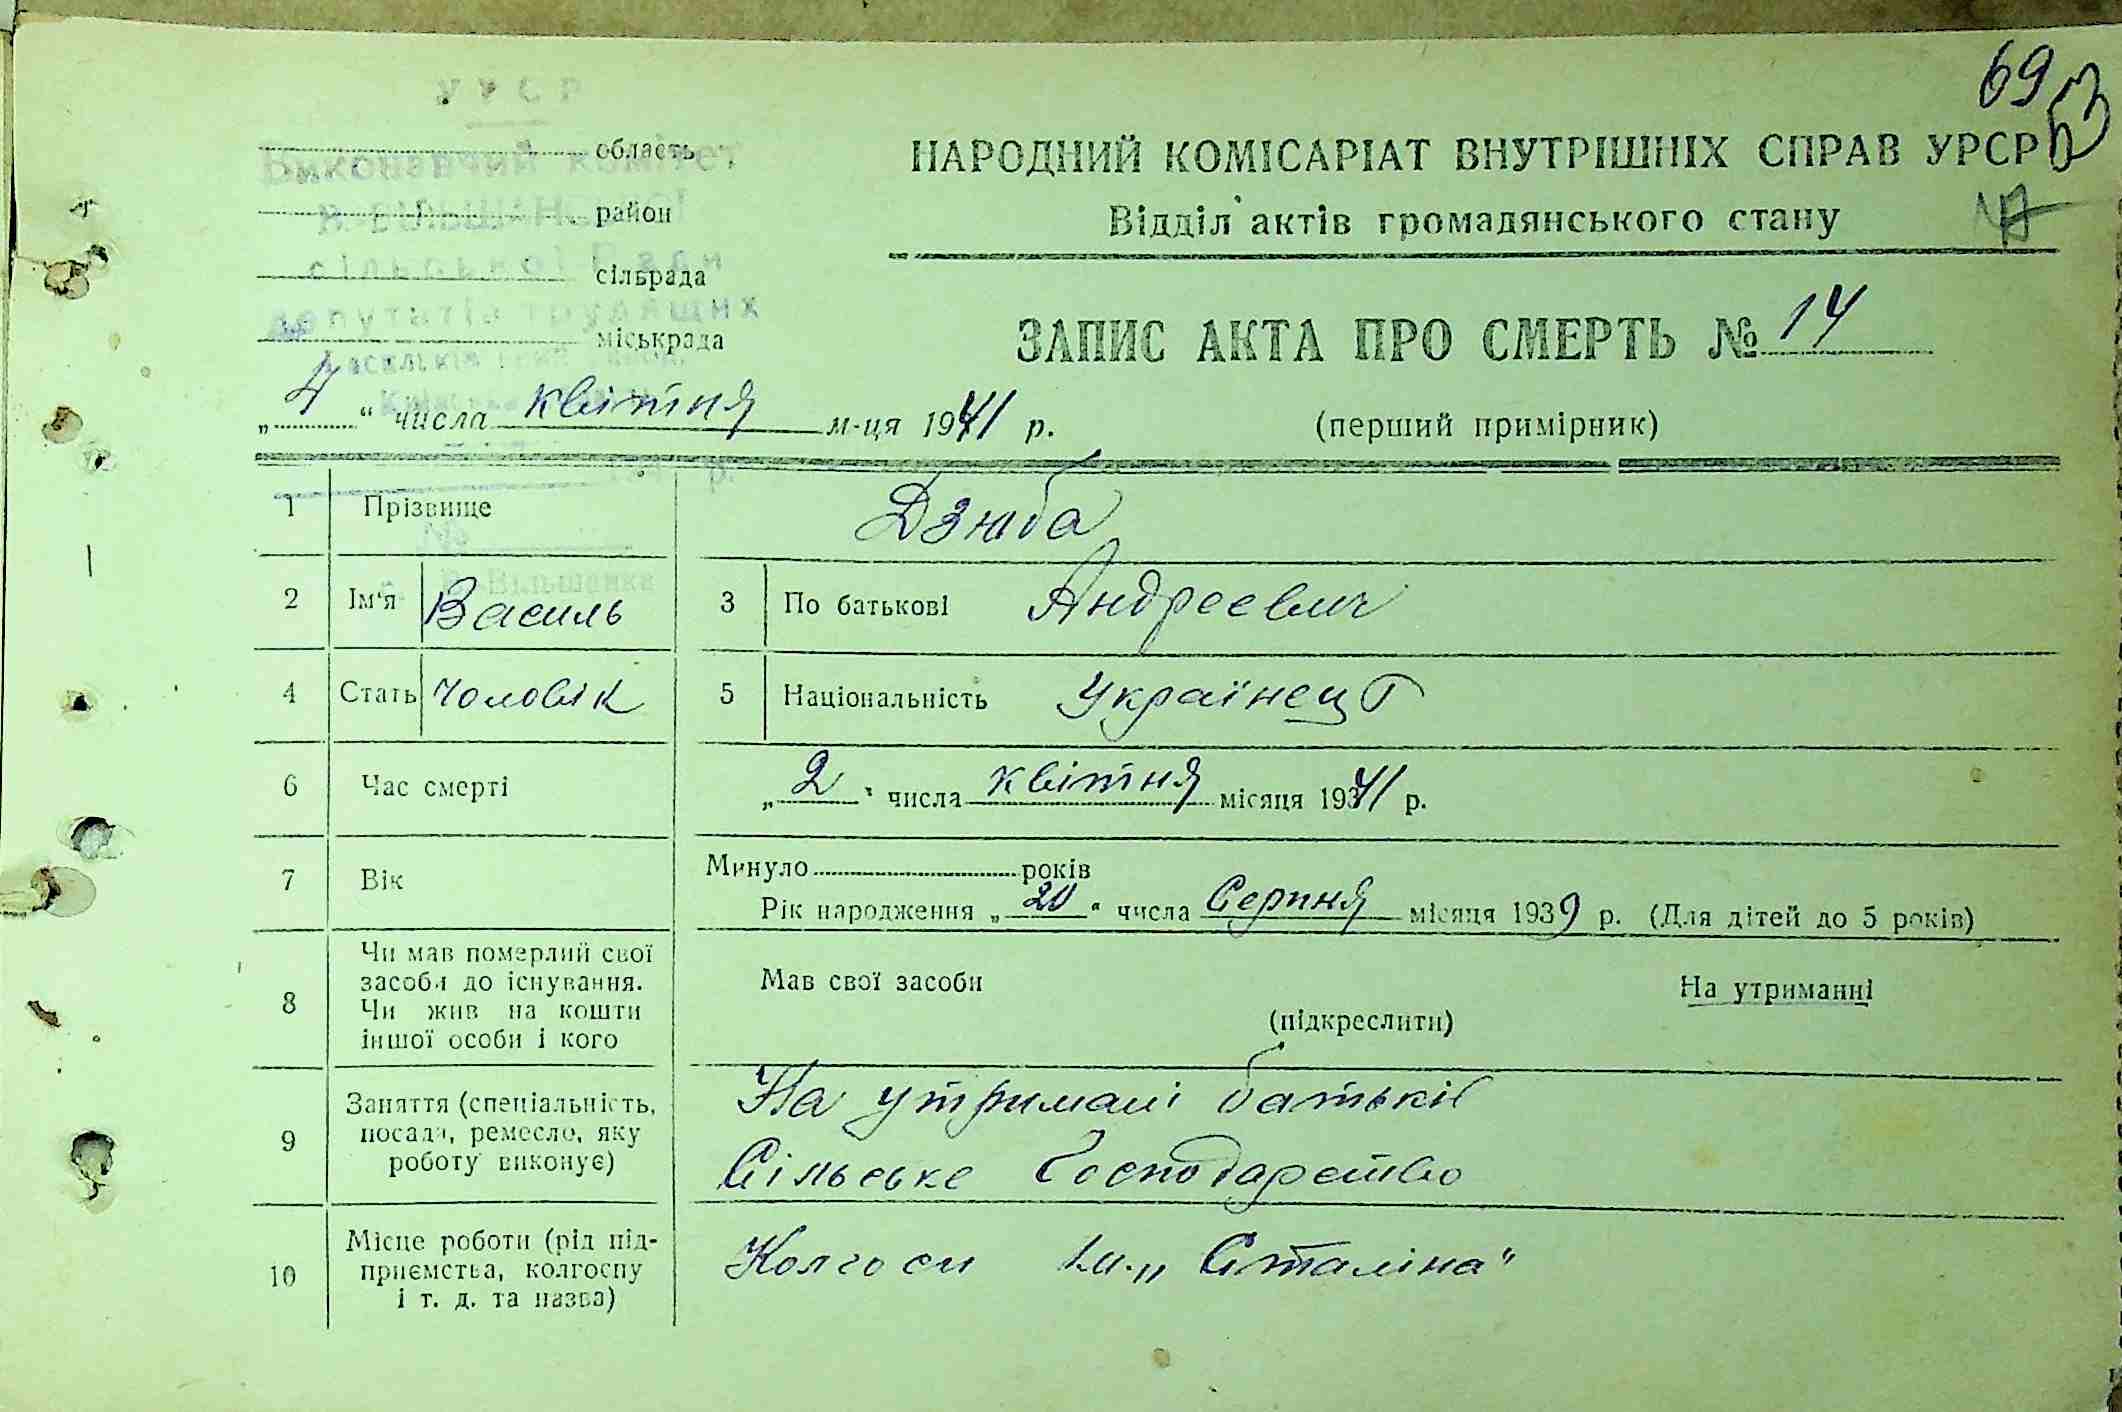 69
УРСР
Виконавчий комітет
область
В.-ВІЛЬШАНСЬКОЇ
район
сільської Ради
сільрада
депутатів трудящих
міськрада
НАРОДНИЙ КОМІСАРІАТ ВНУТРІШНІХ СПРАВ УРСР
Відділ актів громадянського стану
ЗАПИС АКТА ПРО СМЕРТЬ № 14
„4“ числа квітня м-ця 1941 р.
(перший примірник)
1 Прізвище Дзюба
№
В.-Вільшанка
2 Ім'я Василь 3 По батькові Андреевич
4 Стать Чоловік 5 Національність Українец
6 Час смерті „2“ числа квітня місяця 1941 р.
7 Вік Минуло років
Рік народження „20“ числа Серпня місяця 1939 р. (Для дітей до 5 років)
8 Чи мав померлий свої
засоби до існування.
Чи жив на кошти
іншої особи і кого
Мав свої засоби На утриманні
(підкреслити)
9 Заняття (спеціальність,
посада, ремесло, яку
роботу виконує)
На утримані батьків
Сільське Господарство
10 Місце роботи (рід під-
приємства, колгоспу
і т. д. та назва)
Колгосп ім. „Сталіна"